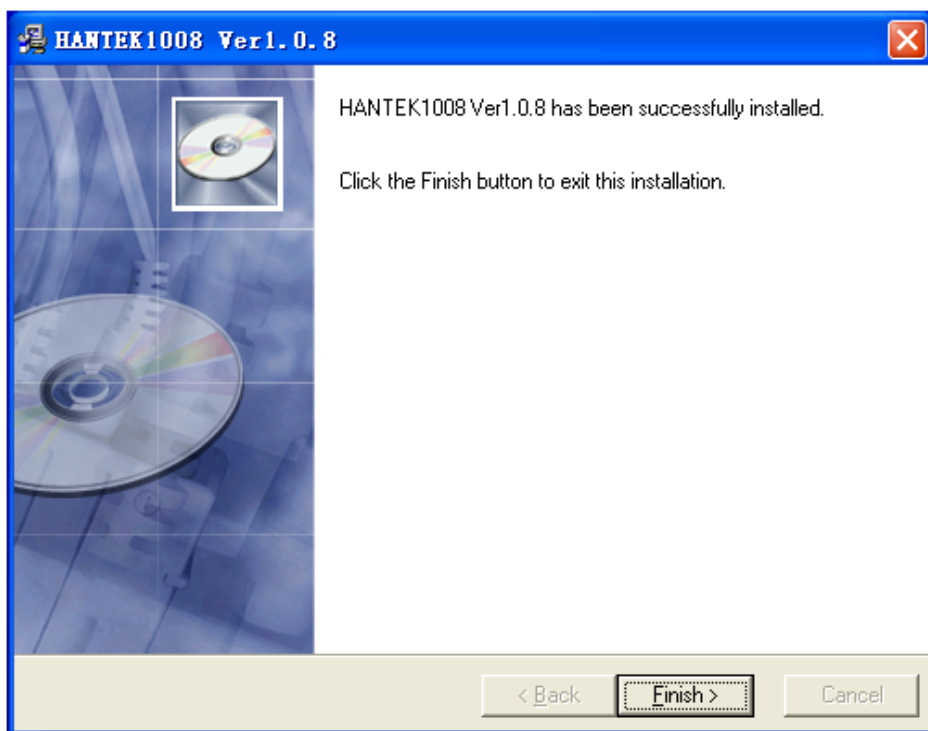 HANTEK1008 Ver1.0.8
HANTEK1008 Ver1.0.8 has been successfully installed.
Click the Finish button to exit this installation.
< Back
Finish >
Cancel